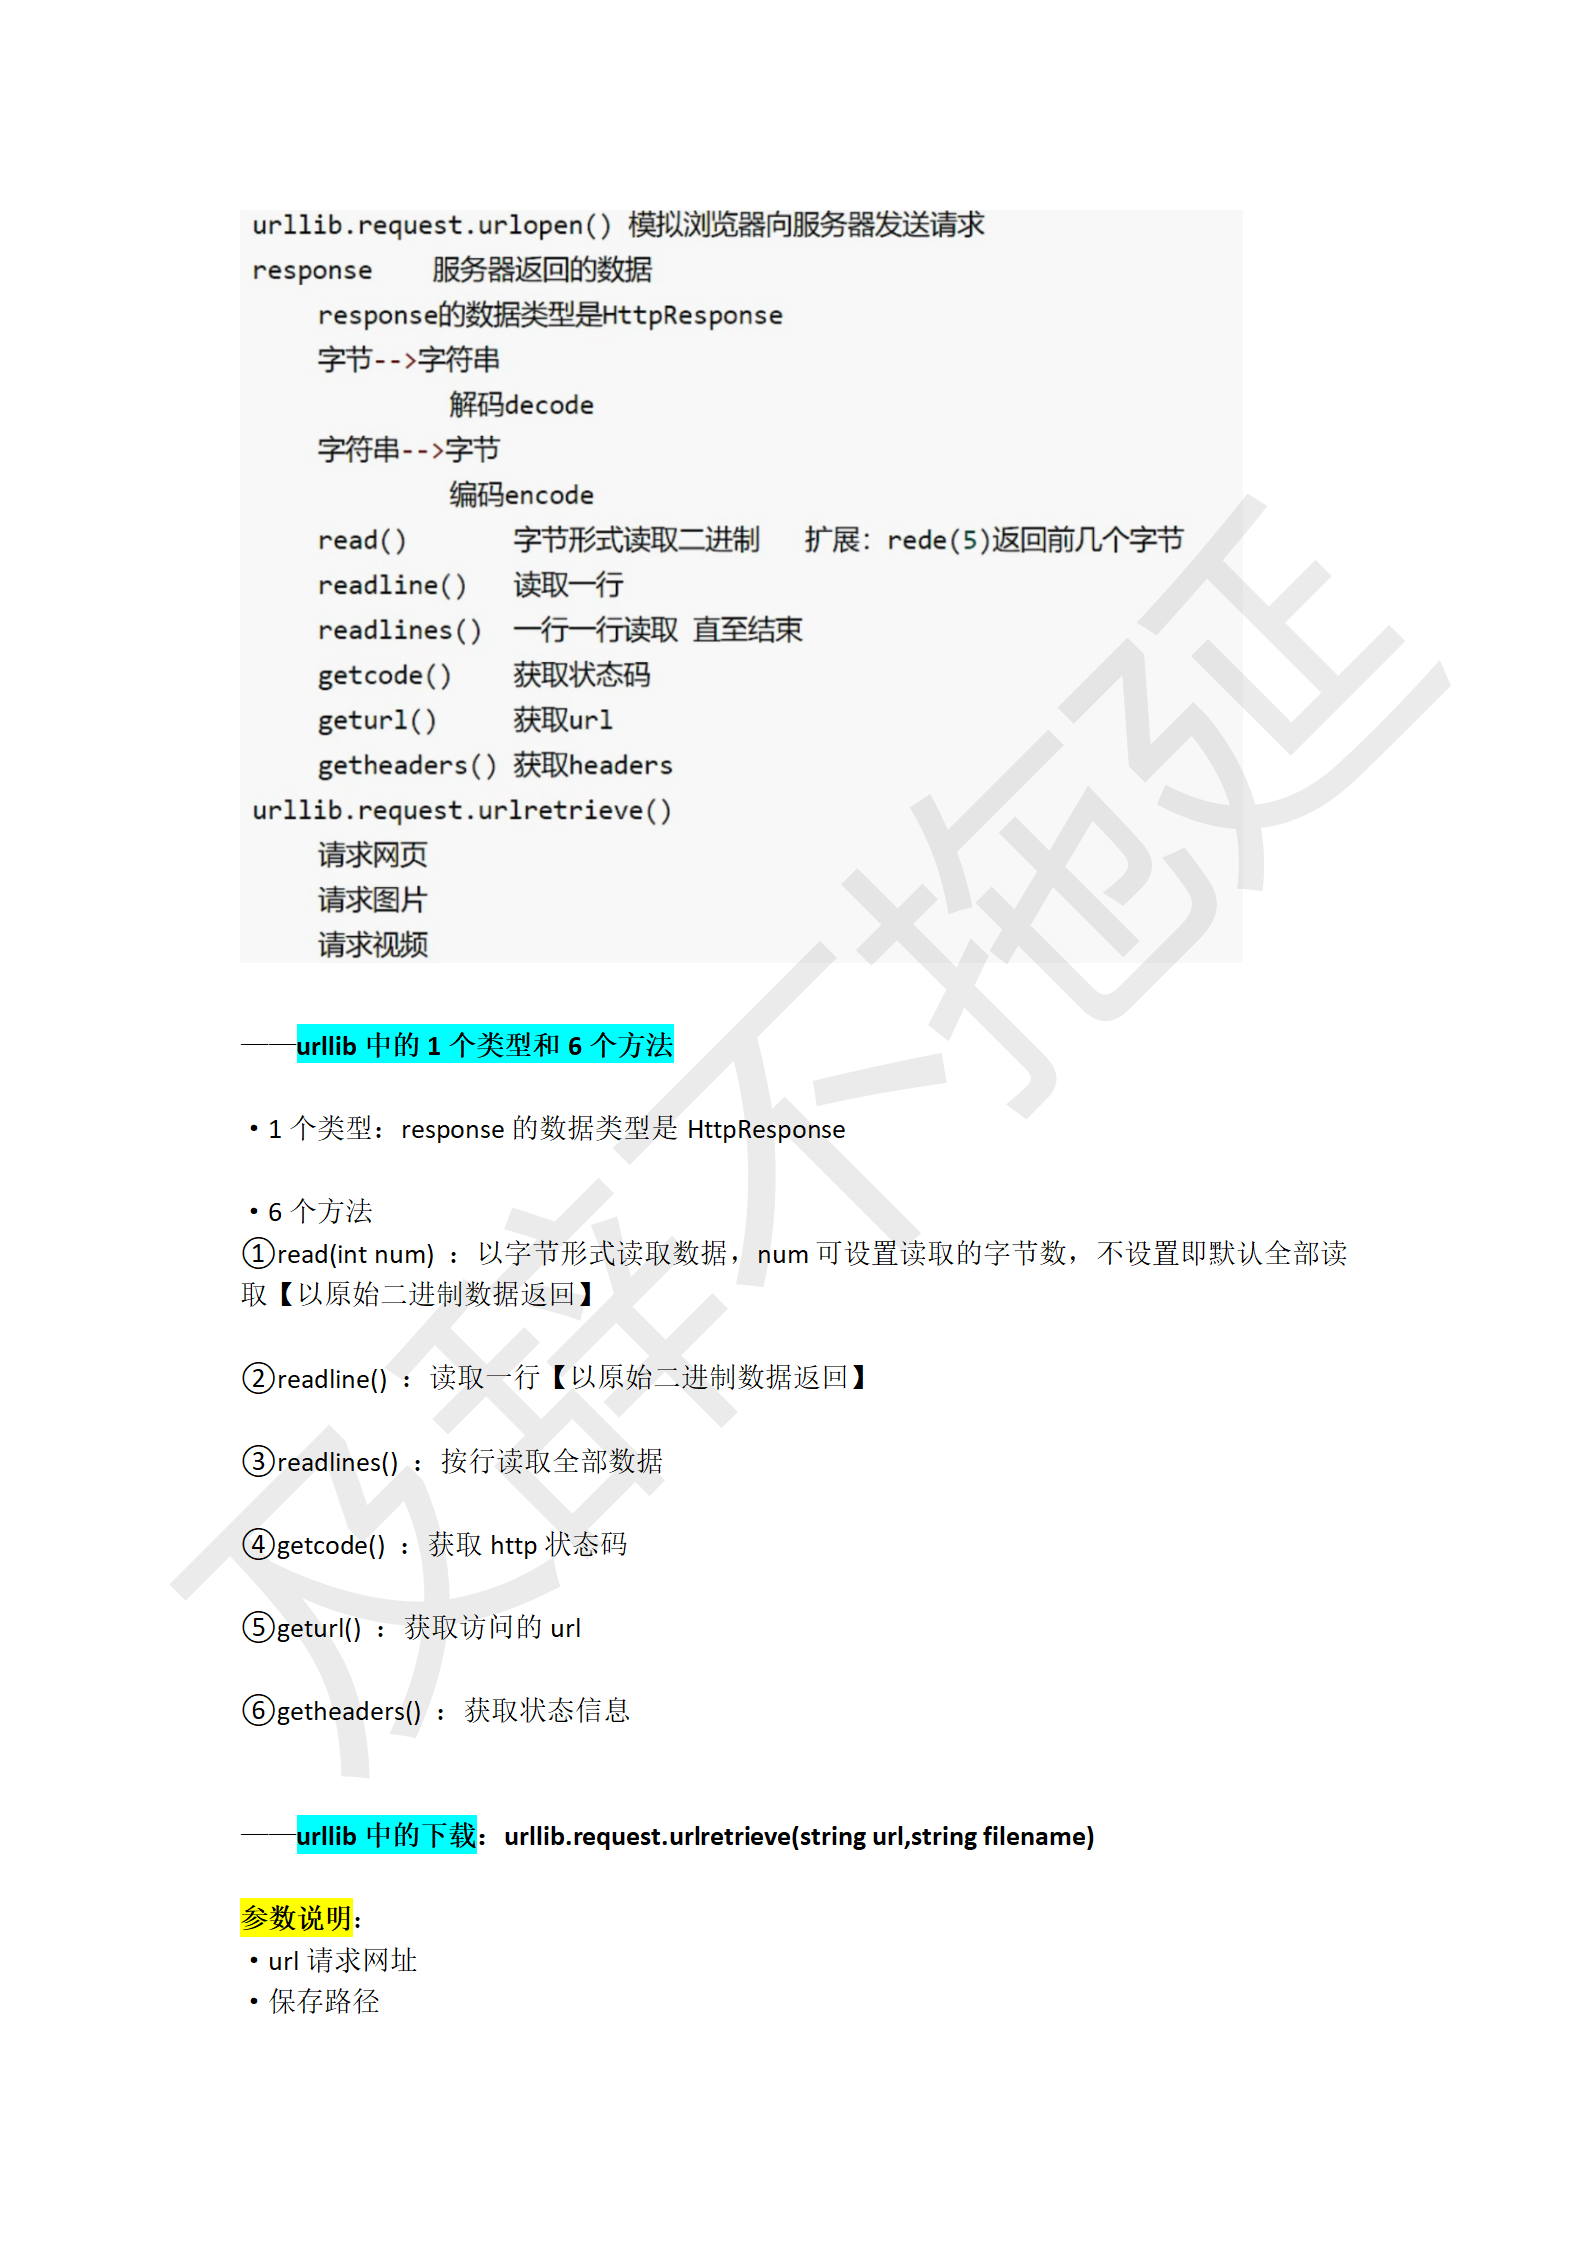 urllib.request.urlopen() 模拟浏览器向服务器发送请求
response 服务器返回的数据
response的数据类型是HttpResponse
字节-->字符串
解码decode
字符串-->字节
编码encode
read() 字节形式读取二进制 扩展：rede(5)返回前几个字节
readline() 读取一行
readlines() 一行一行读取 直至结束
getcode() 获取状态码
geturl() 获取url
getheaders() 获取headers
urllib.request.urlretrieve()
请求网页
请求图片
请求视频
——urllib 中的 1 个类型和 6 个方法
·1 个类型：response 的数据类型是 HttpResponse
·6 个方法
①read(int num) ：以字节形式读取数据，num 可设置读取的字节数，不设置即默认全部读
取【以原始二进制数据返回】
②readline() ：读取一行【以原始二进制数据返回】
③readlines() ：按行读取全部数据
④getcode() ：获取 http 状态码
⑤geturl() ：获取访问的 url
⑥getheaders() ：获取状态信息
——urllib 中的下载：urllib.request.urlretrieve(string url,string filename)
参数说明：
·url 请求网址
·保存路径
及辞不拖延